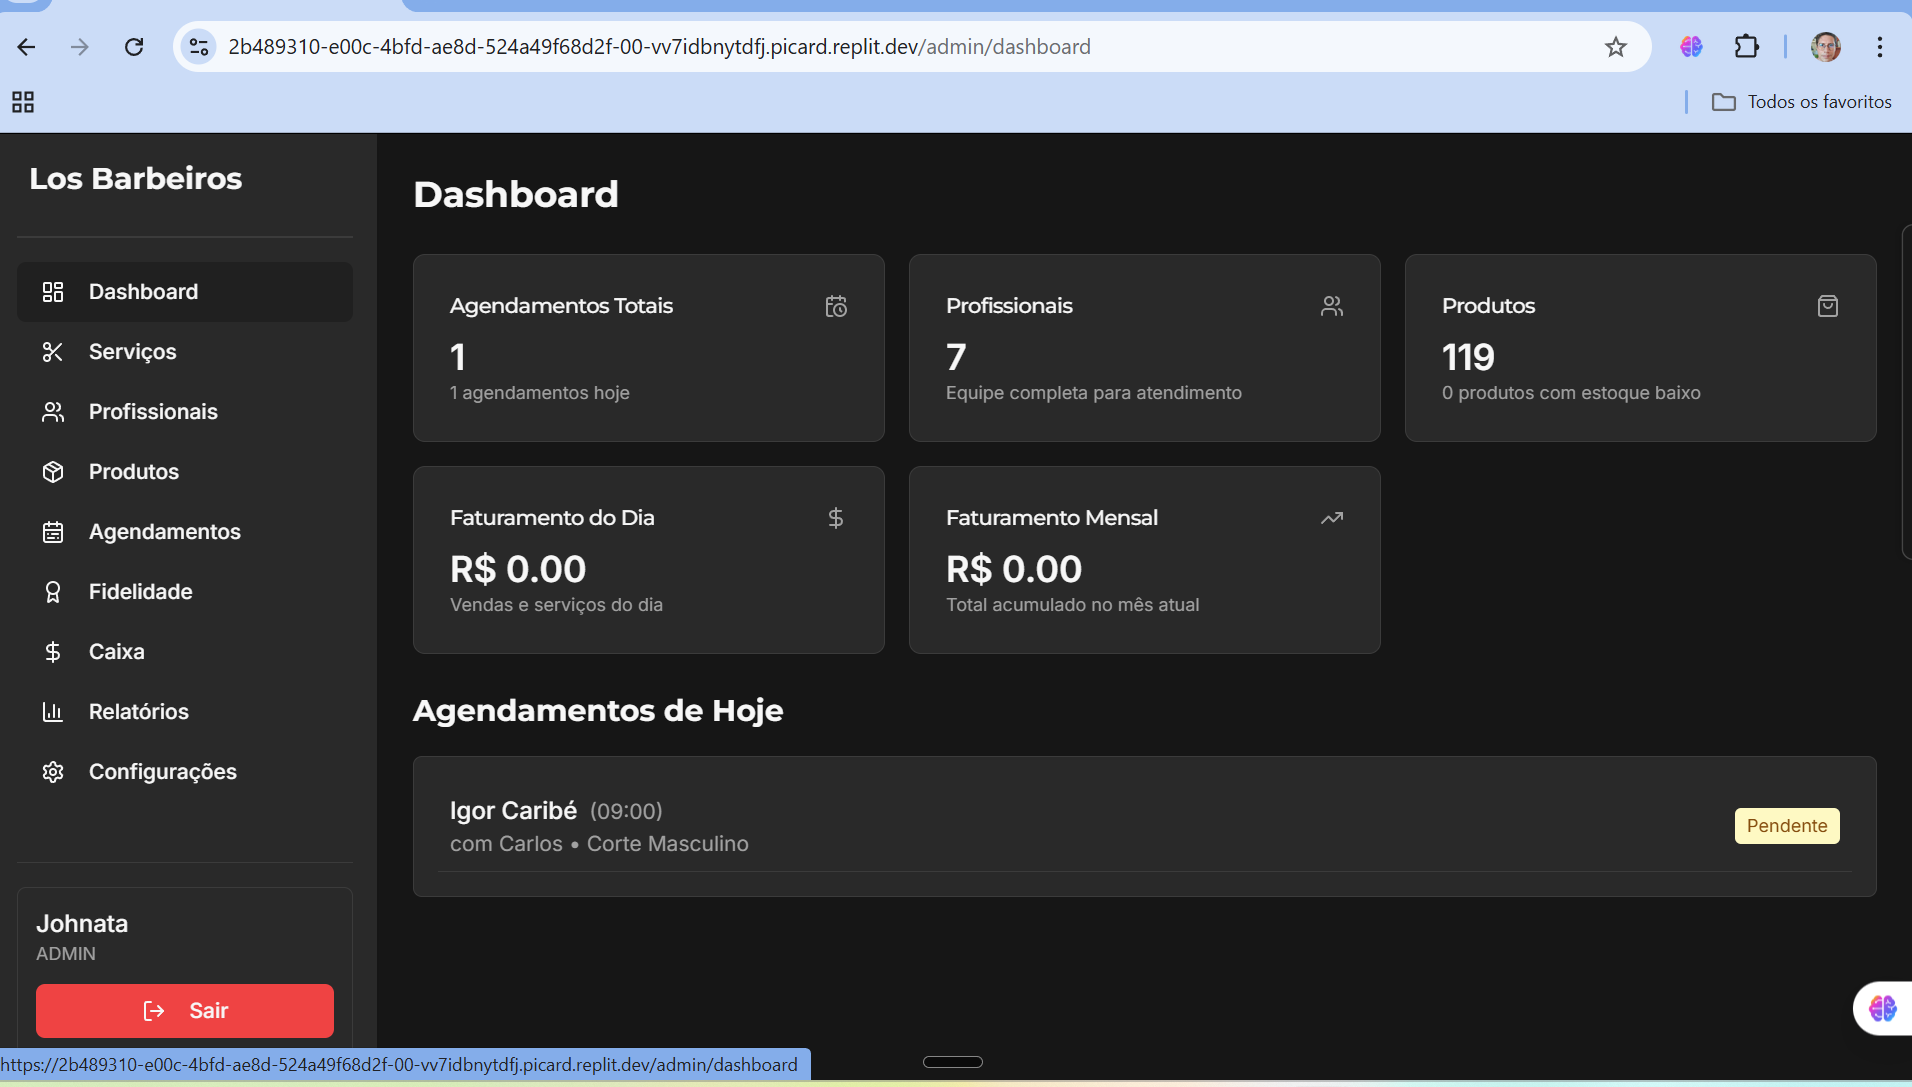 2b489310-e00c-4bfd-ae8d-524a49f68d2f-00-vv7idbnytdfj.picard.replit.dev/admin/dashboard
Todos os favoritos
Los Barbeiros
Dashboard
Serviços
Profissionais
Produtos
Agendamentos
Fidelidade
Caixa
Relatórios
Configurações
Johnata
ADMIN
Sair
Dashboard
Agendamentos Totais
1
1 agendamentos hoje
Profissionais
7
Equipe completa para atendimento
Produtos
119
0 produtos com estoque baixo
Faturamento do Dia
R$ 0.00
Vendas e serviços do dia
Faturamento Mensal
R$ 0.00
Total acumulado no mês atual
Agendamentos de Hoje
Igor Caribé (09:00)
com Carlos • Corte Masculino
Pendente
https://2b489310-e00c-4bfd-ae8d-524a49f68d2f-00-vv7idbnytdfj.picard.replit.dev/admin/dashboard